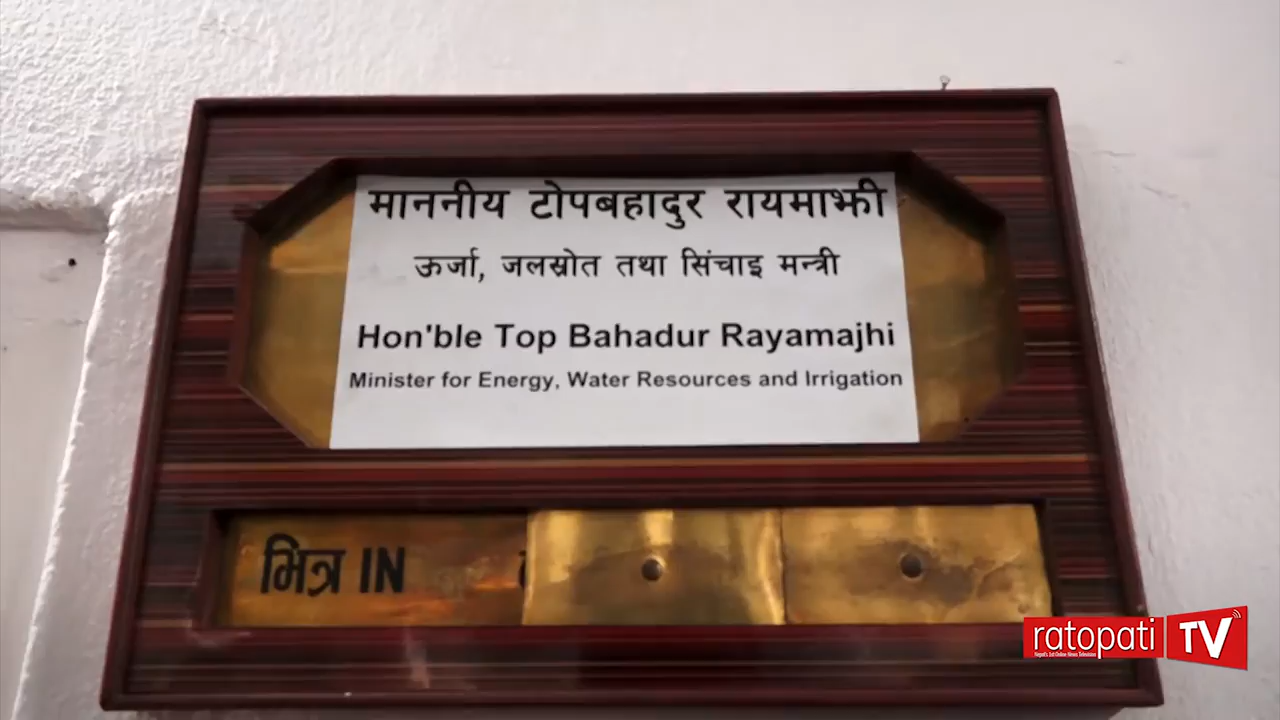 माननीय टोपबहादुर रायमाझी
ऊर्जा, जलस्रोत तथा सिंचाइ मन्त्री
Hon'ble Top Bahadur Rayamajhi
Minister for Energy, Water Resources and Irrigation
भित्र IN
ratopati TV